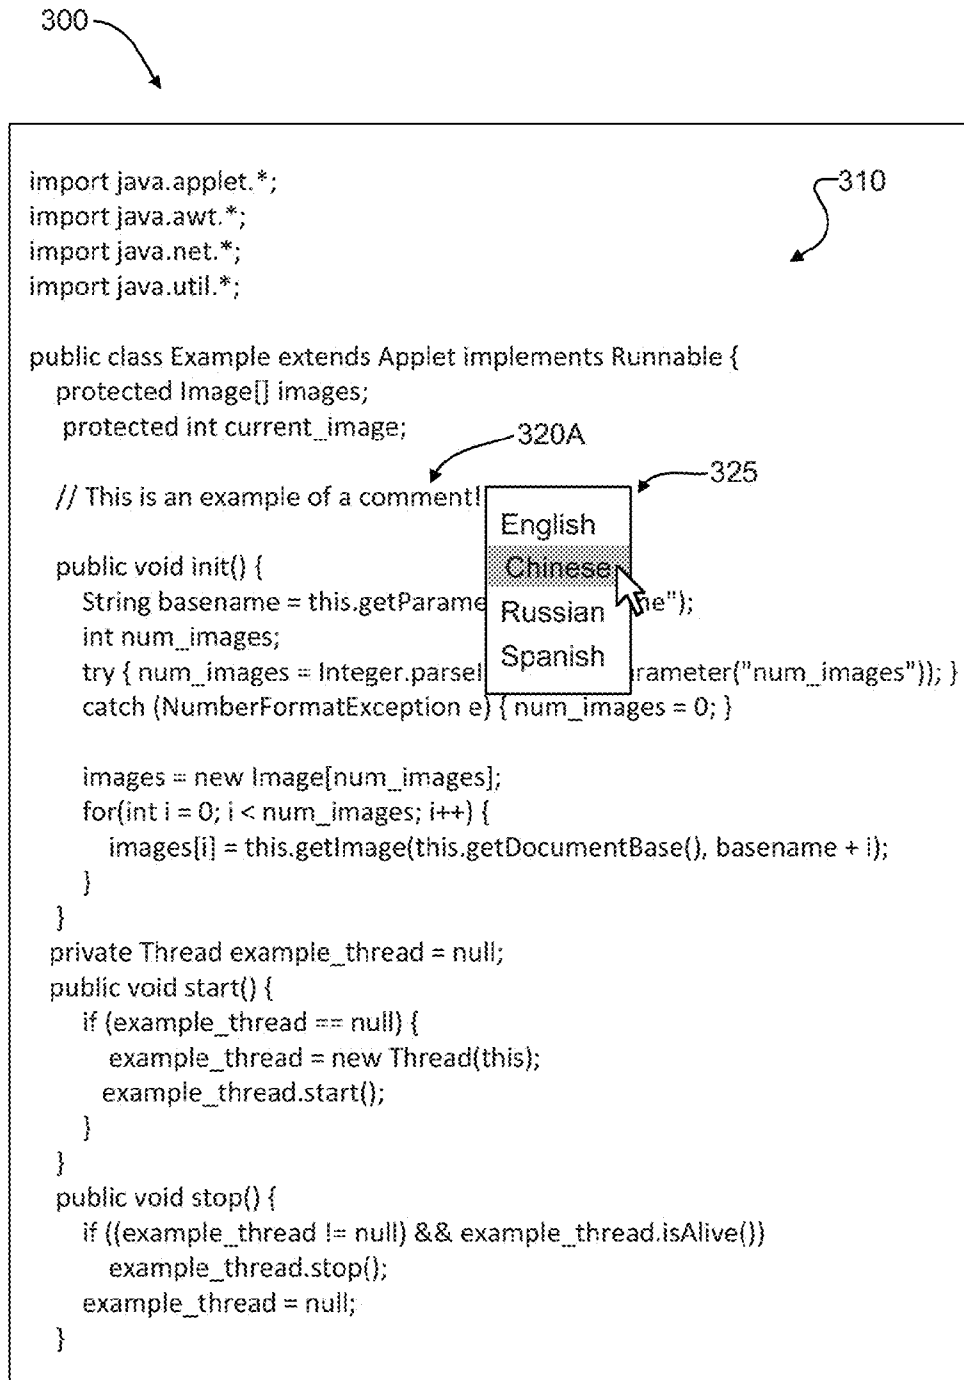 300
310
import java.applet.*;
import java.awt.*;
import java.net.*;
import java.util.*;
public class Example extends Applet implements Runnable {
protected Image[] images;
protected int current_image;
320A
325
// This is an example of a comment!
English
Chinese
Russian
Spanish
public void init() {
String basename = this.getParame e");
int num_images;
try { num_images = Integer.parseI rameter("num_images")); }
catch (NumberFormatException e) { num_images = 0; }
images = new Image[num_images];
for(int i = 0; i < num_images; i++) {
images[i] = this.getImage(this.getDocumentBase(), basename + i);
}
}
private Thread example_thread = null;
public void start() {
if (example_thread == null) {
example_thread = new Thread(this);
example_thread.start();
}
}
public void stop() {
if ((example_thread != null) && example_thread.isAlive())
example_thread.stop();
example_thread = null;
}